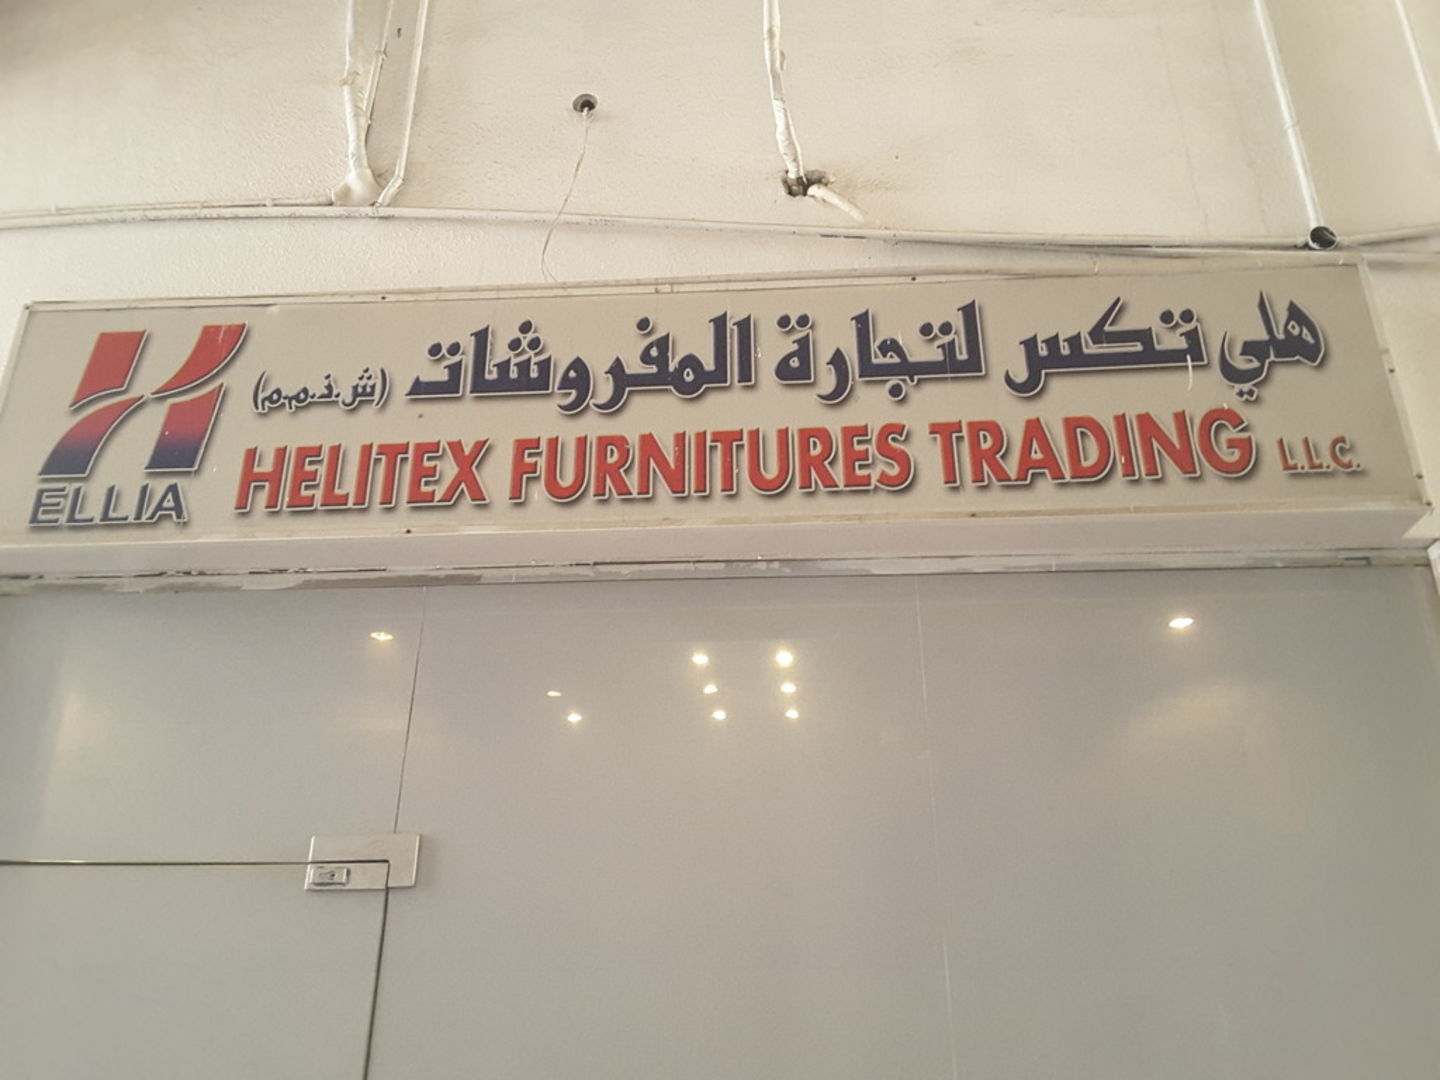 هلي تكس لتجارة المفروشات (ش.ذ.م.م)
HELITEX FURNITURES TRADING L.L.C.
H
ELLIA